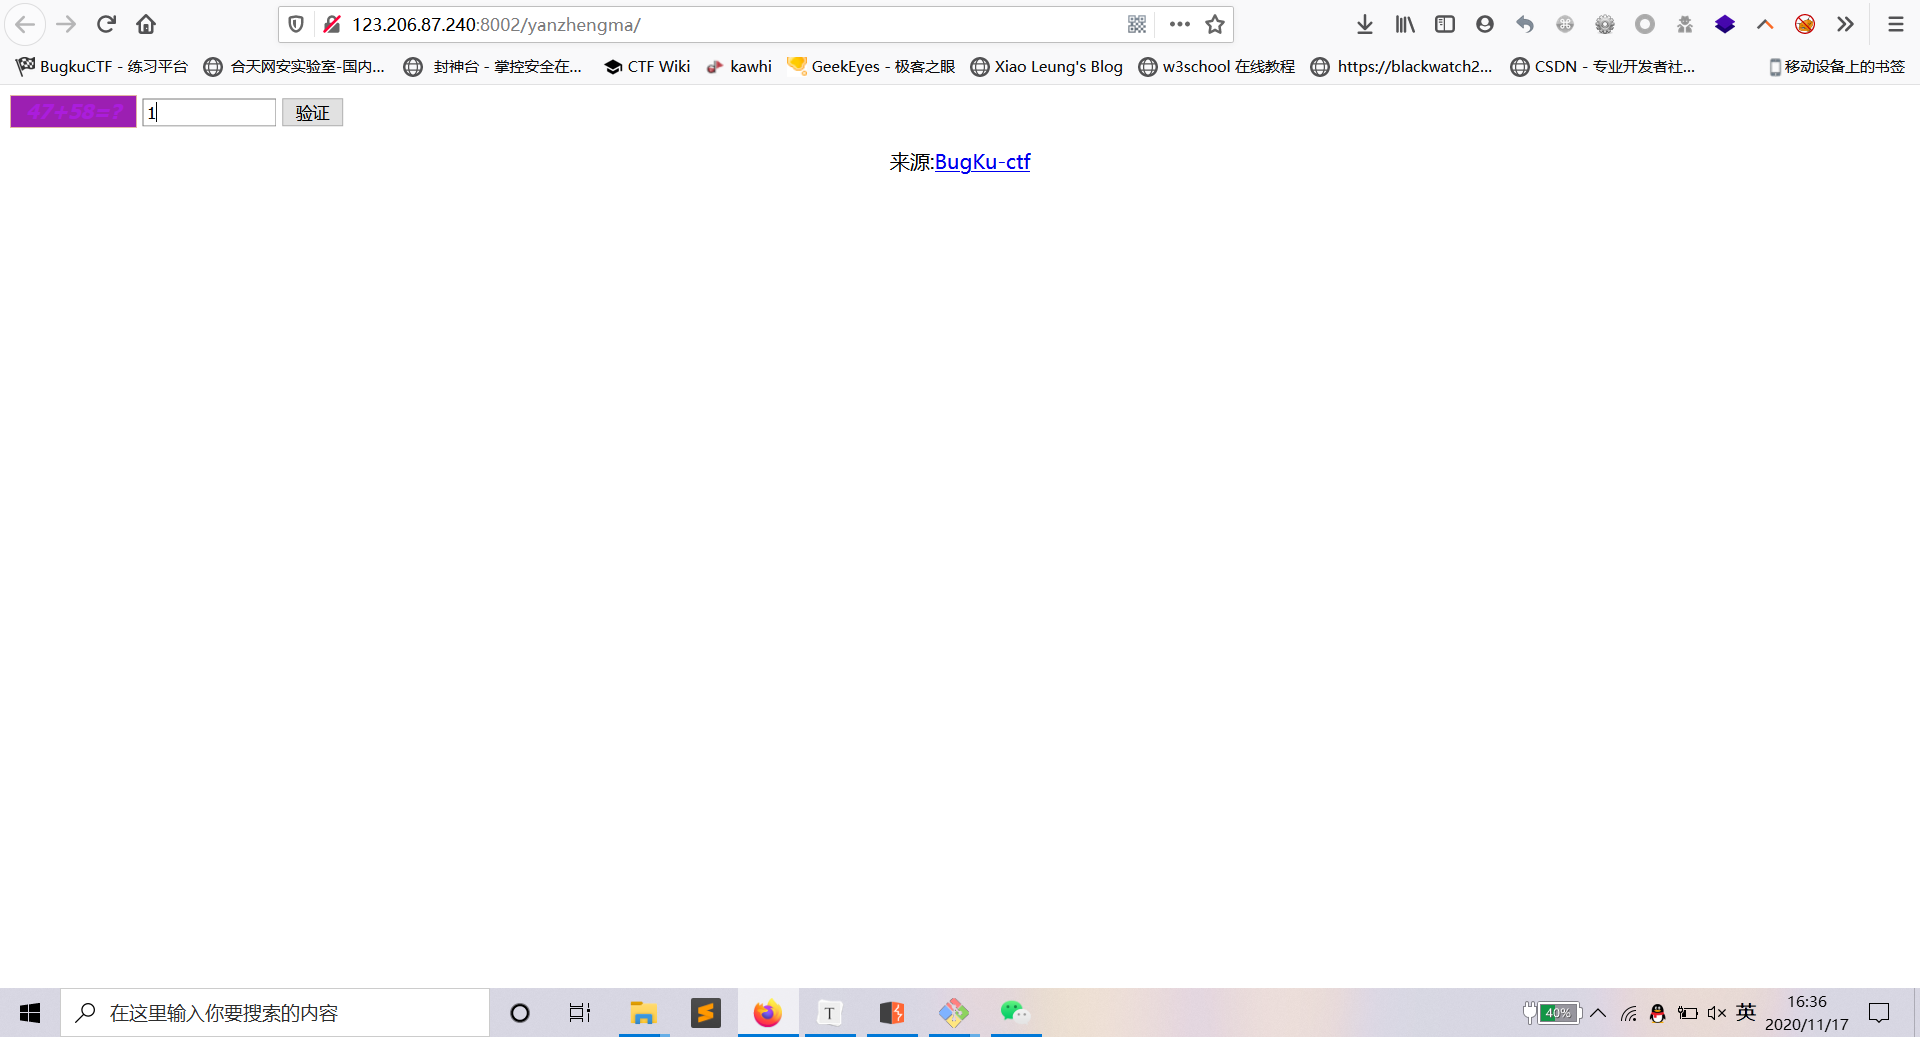 123.206.87.240:8002/yanzhengma/
BugkuCTF - 练习平台 合天网安实验室-国内... 封神台 - 掌控安全在... CTF Wiki kawhi GeekEyes - 极客之眼 Xiao Leung's Blog w3school 在线教程 https://blackwatch2... CSDN - 专业开发者社... 移动设备上的书签
47+58=? 1 验证
来源:BugKu-ctf
在这里输入你要搜索的内容 T 40% 英 16:36
2020/11/17